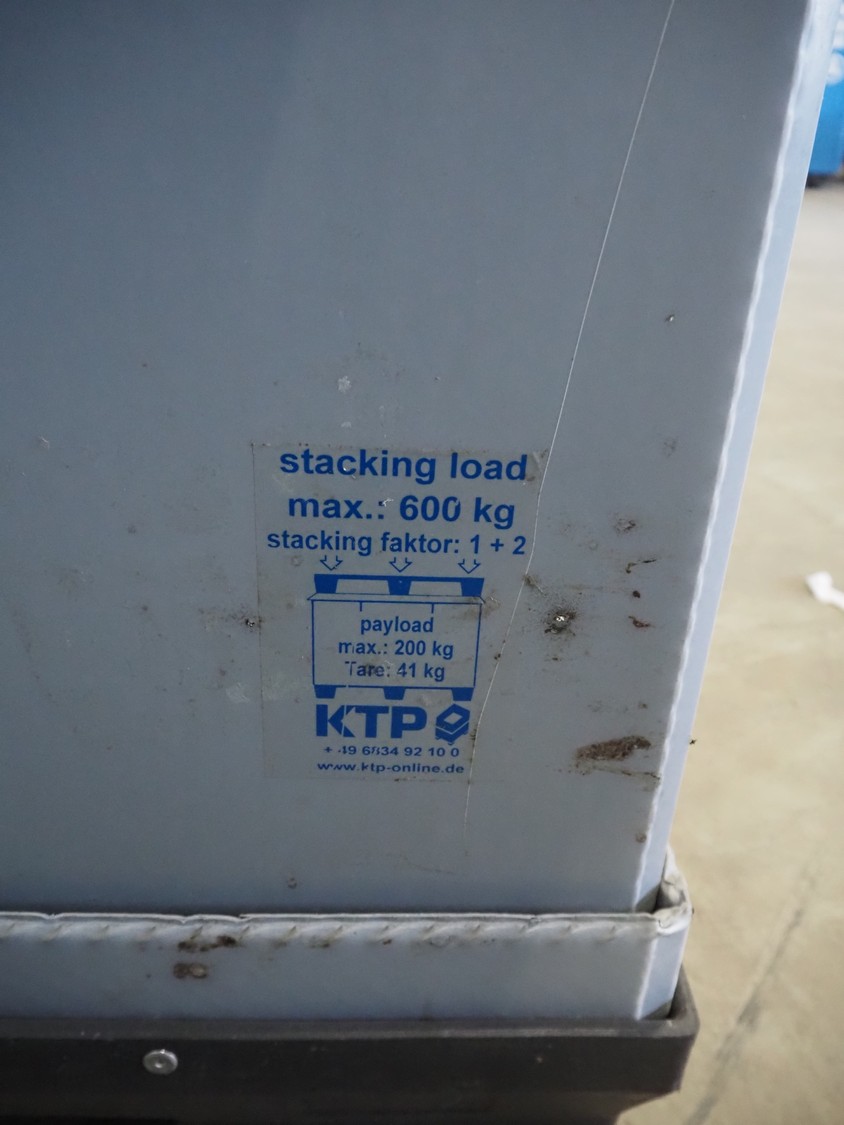 stacking load
max.: 600 kg
stacking faktor: 1 + 2
payload
max.: 200 kg
Tare: 41 kg
KTP
+ 49 6834 92 10 0
www.ktp-online.de